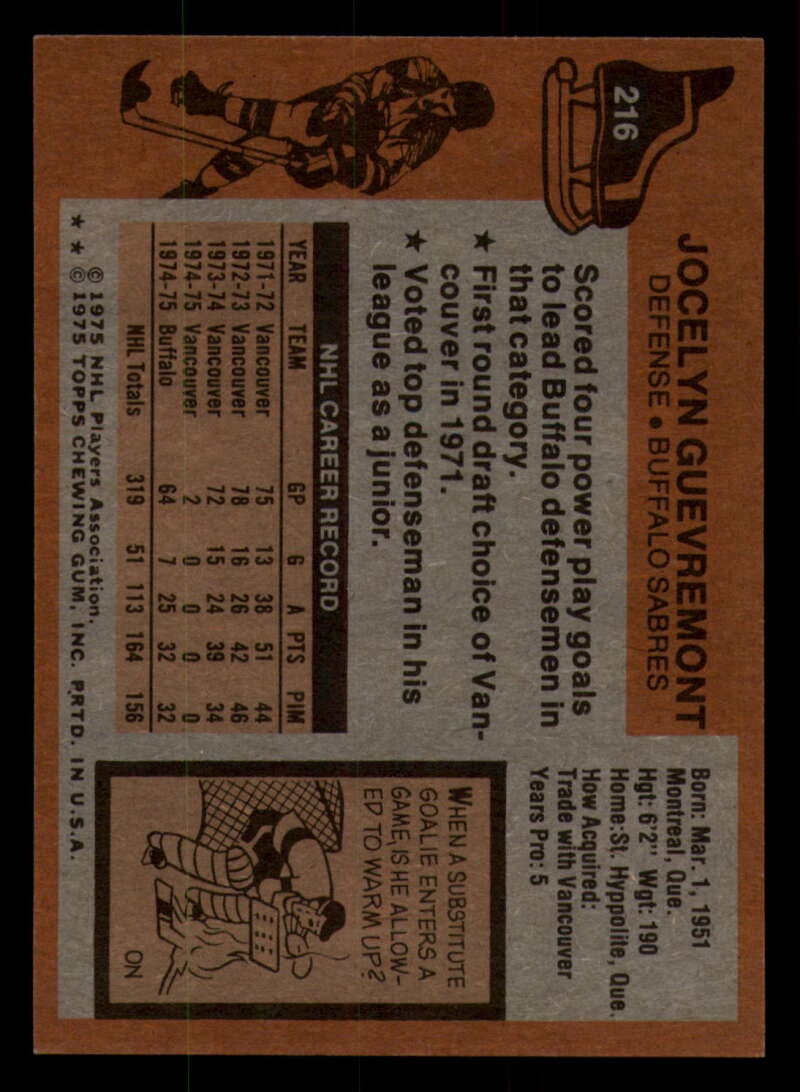 216
JOCELYN GUEVREMONT
DEFENSE • BUFFALO SABRES
Scored four power play goals
to lead Buffalo defensemen in
that category.
★ First round draft choice of Van-
couver in 1971.
★ Voted top defenseman in his
league as a junior.
Born: Mar. 1, 1951
Montreal, Que.
Hgt: 6'2" Wgt: 190
Home: St. Hyppolite, Que.
How Acquired:
Trade with Vancouver
Years Pro: 5
NHL CAREER RECORD
YEAR TEAM GP G A PTS PIM
1971-72 Vancouver 75 13 38 51 44
1972-73 Vancouver 78 16 26 42 46
1973-74 Vancouver 72 15 24 39 34
1974-75 Vancouver 2 0 0 0 0
1974-75 Buffalo 64 7 25 32 32
NHL Totals 319 51 113 164 156
WHEN A SUBSTITUTE
GOALIE ENTERS A
GAME, IS HE ALLOW-
ED TO WARM UP?
ON
© 1975 NHL Players Association.
★ ★ © 1975 TOPPS CHEWING GUM, INC. PRTD. IN U.S.A.